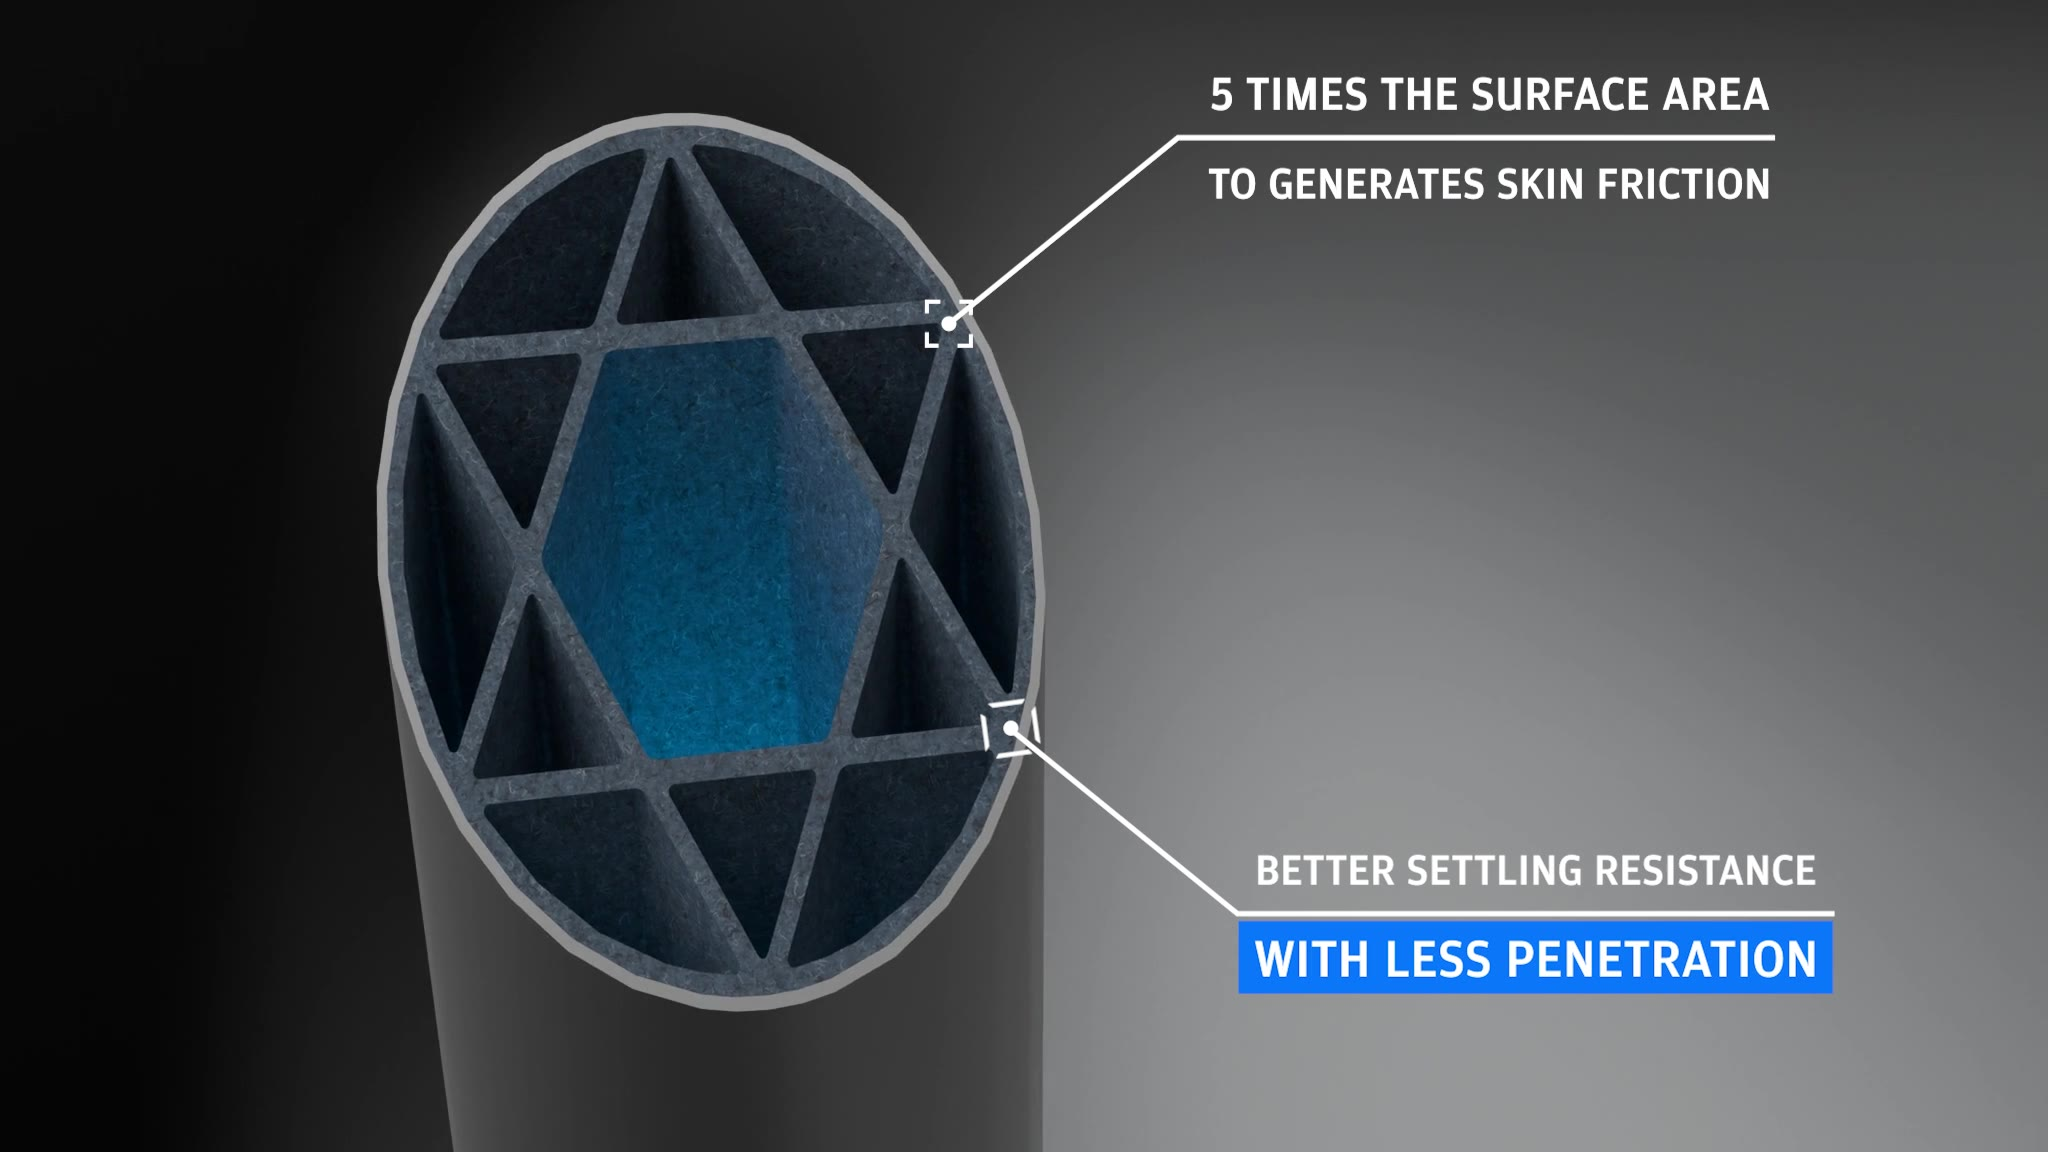 5 TIMES THE SURFACE AREA
TO GENERATES SKIN FRICTION
BETTER SETTLING RESISTANCE
WITH LESS PENETRATION